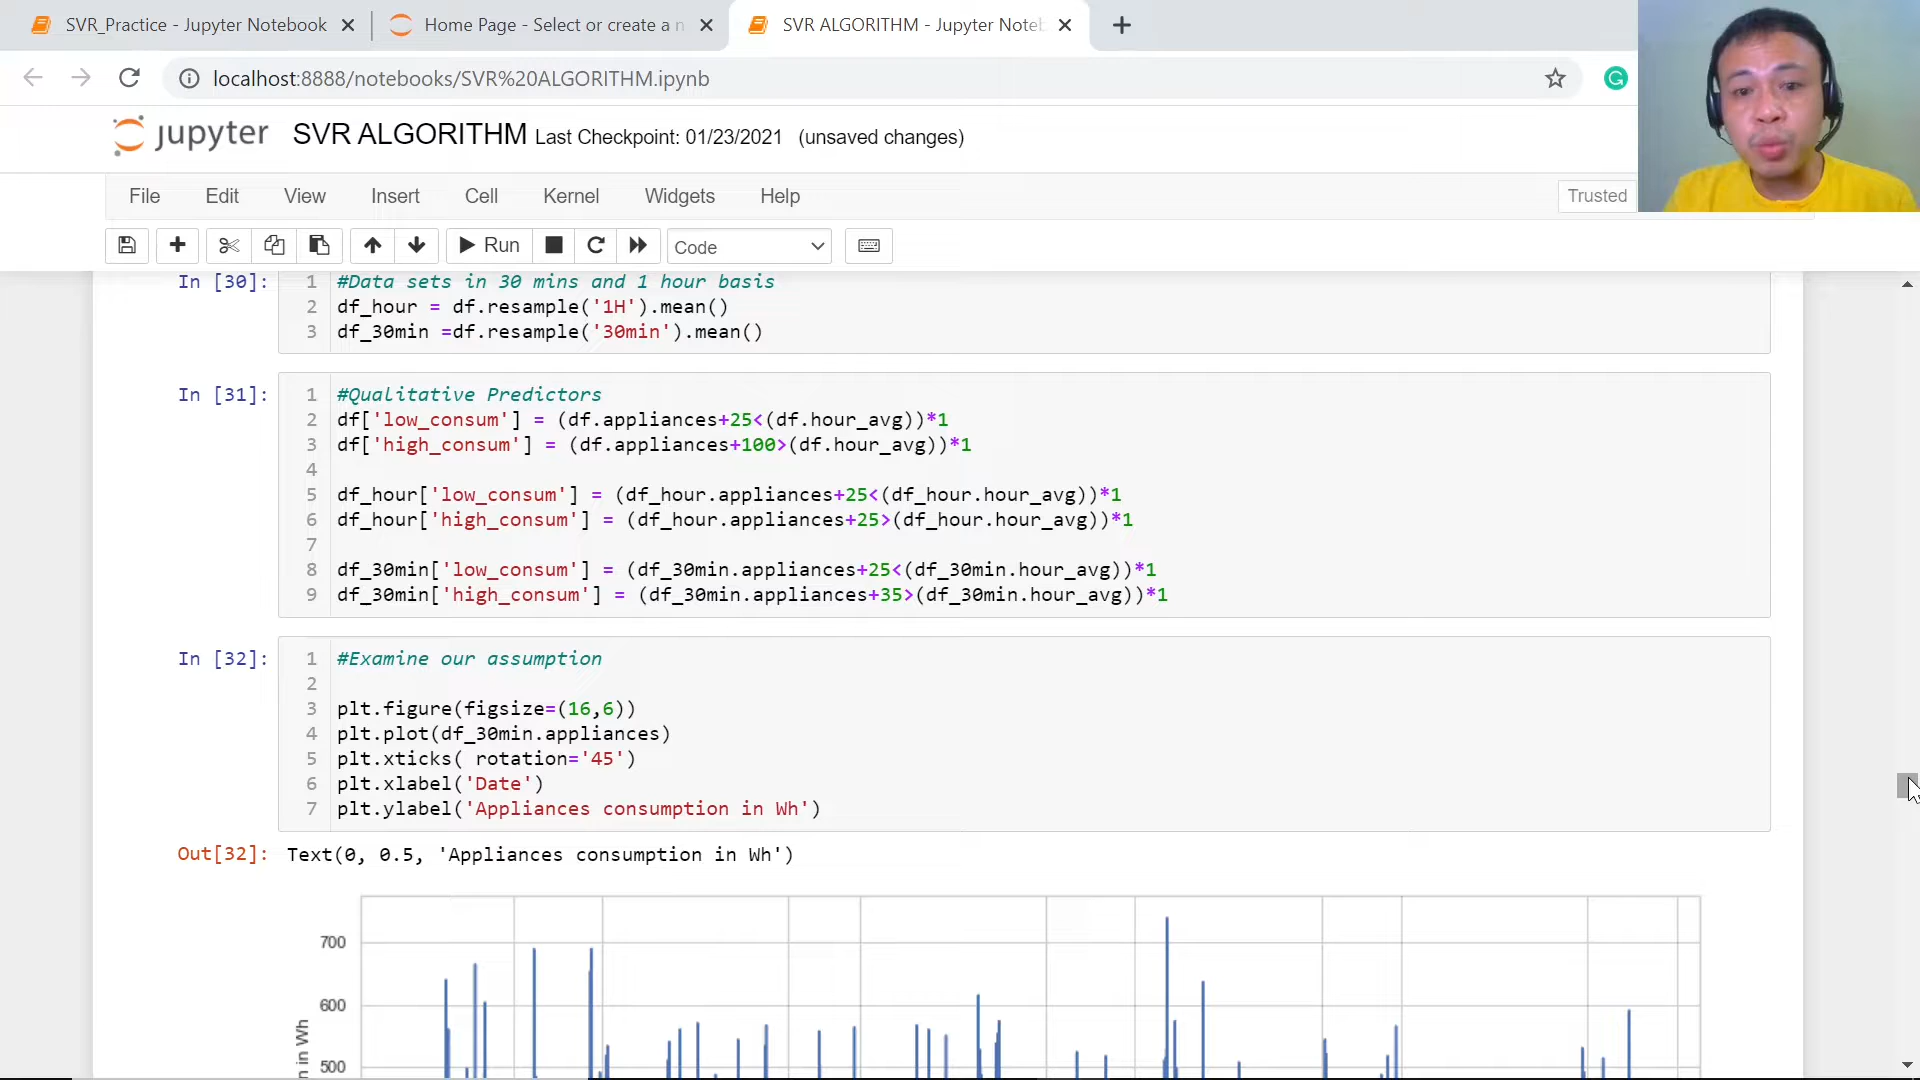 SVR_Practice - Jupyter Notebook
Home Page - Select or create a n
SVR ALGORITHM - Jupyter Noteb
localhost:8888/notebooks/SVR%20ALGORITHM.ipynb
jupyter SVR ALGORITHM Last Checkpoint: 01/23/2021 (unsaved changes)
File Edit View Insert Cell Kernel Widgets Help Trusted
Run Code
In [30]:
1 #Data sets in 30 mins and 1 hour basis
2 df_hour = df.resample('1H').mean()
3 df_30min =df.resample('30min').mean()
In [31]:
1 #Qualitative Predictors
2 df['low_consum'] = (df.appliances+25<(df.hour_avg))*1
3 df['high_consum'] = (df.appliances+100>(df.hour_avg))*1
4
5 df_hour['low_consum'] = (df_hour.appliances+25<(df_hour.hour_avg))*1
6 df_hour['high_consum'] = (df_hour.appliances+25>(df_hour.hour_avg))*1
7
8 df_30min['low_consum'] = (df_30min.appliances+25<(df_30min.hour_avg))*1
9 df_30min['high_consum'] = (df_30min.appliances+35>(df_30min.hour_avg))*1
In [32]:
1 #Examine our assumption
2
3 plt.figure(figsize=(16,6))
4 plt.plot(df_30min.appliances)
5 plt.xticks( rotation='45')
6 plt.xlabel('Date')
7 plt.ylabel('Appliances consumption in Wh')
Out[32]: Text(0, 0.5, 'Appliances consumption in Wh')
700
600
500
in Wh